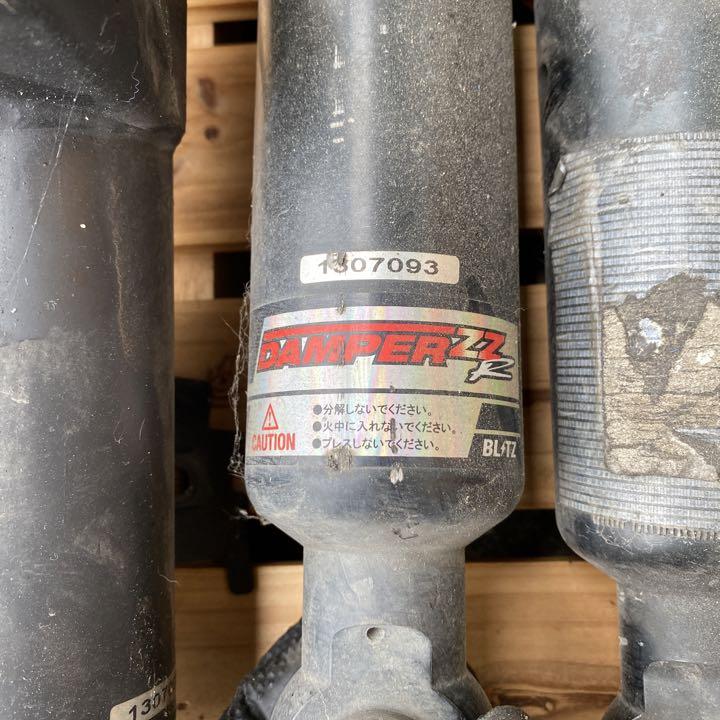 1307093
DAMPER ZZ R
CAUTION
●分解しないでください。
●火中に入れないでください。
●プレスしないでください。
BLITZ
1307